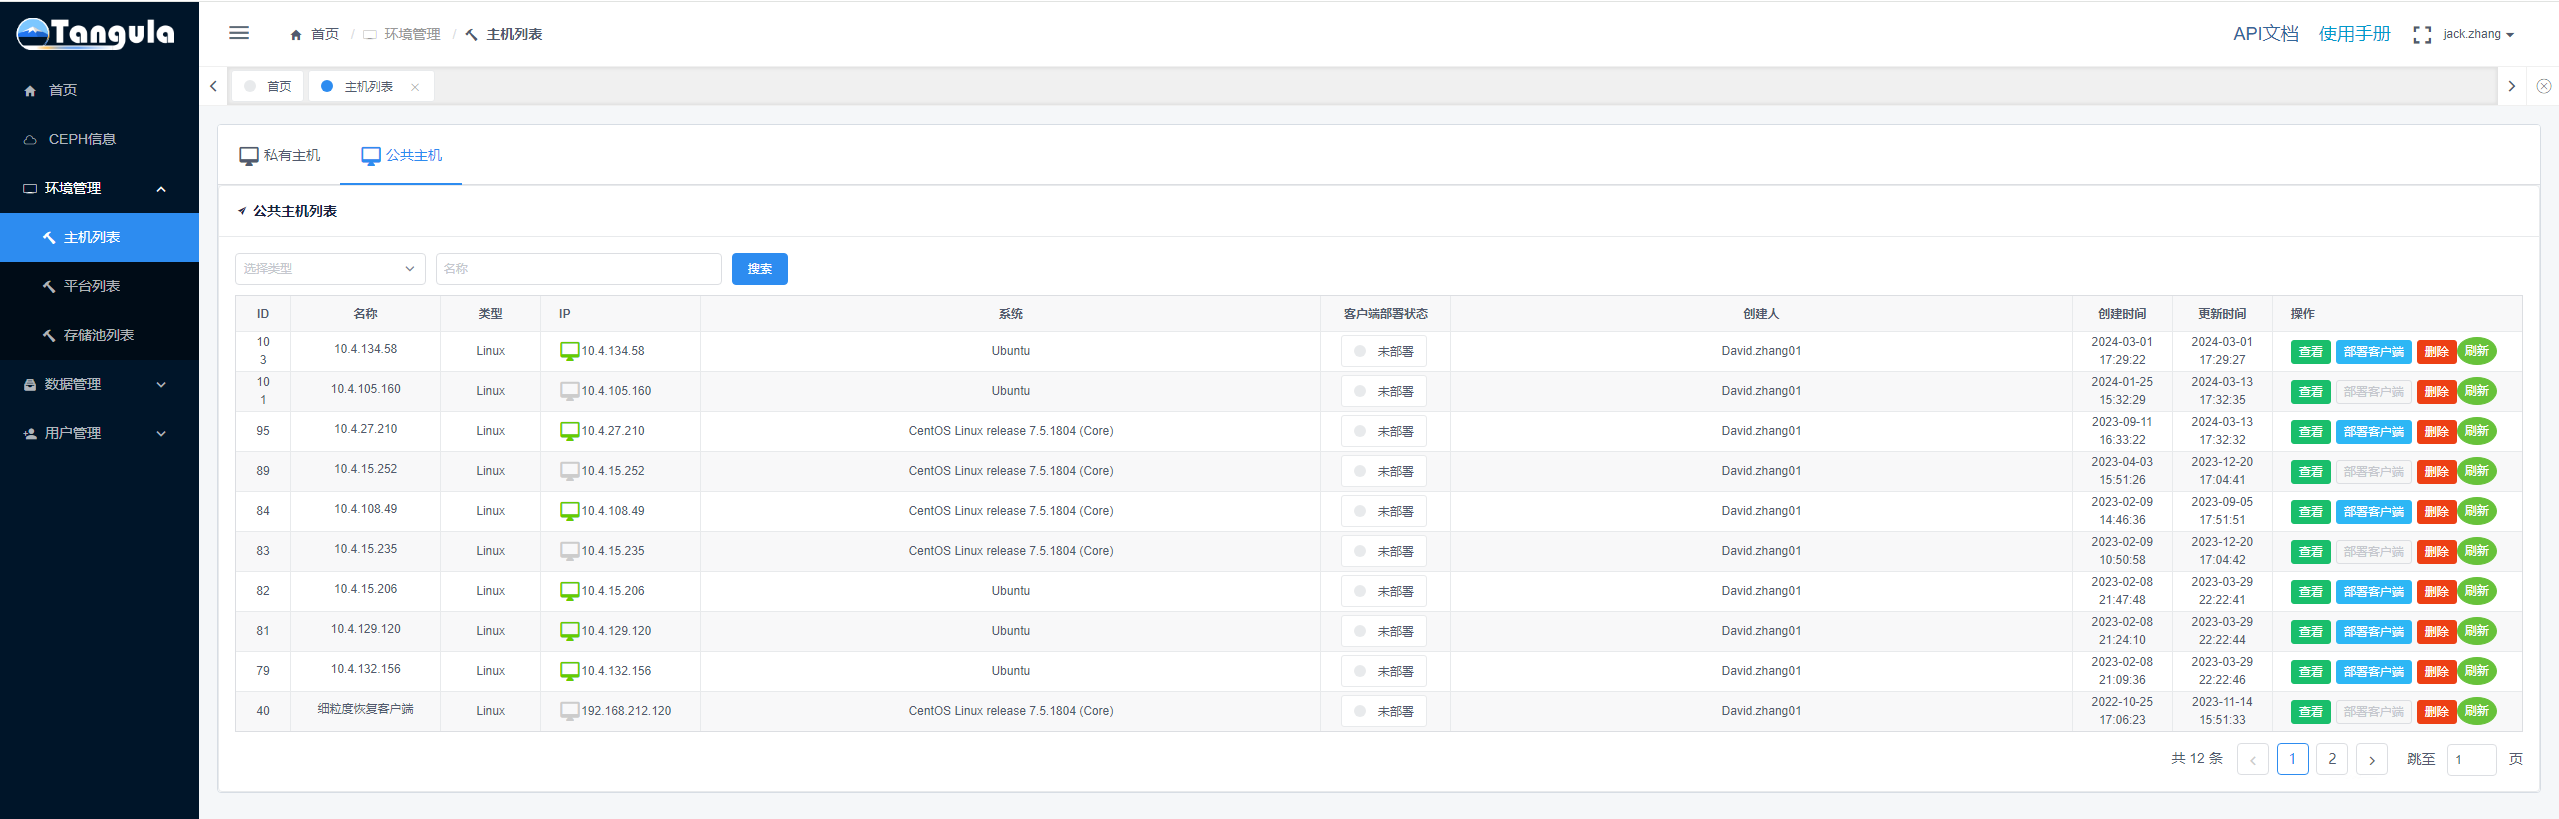 Tangula
首页 / 环境管理 / 主机列表
API文档 使用手册 jack.zhang
首页
CEPH信息
环境管理
主机列表
平台列表
存储池列表
数据管理
用户管理
首页 主机列表
私有主机 公共主机
公共主机列表
选择类型 名称 搜索
ID 名称 类型 IP 系统 客户端部署状态 创建人 创建时间 更新时间 操作
103 10.4.134.58 Linux 10.4.134.58 Ubuntu 未部署 David.zhang01 2024-03-01 17:29:22 2024-03-01 17:29:27 查看 部署客户端 删除 刷新
101 10.4.105.160 Linux 10.4.105.160 Ubuntu 未部署 David.zhang01 2024-01-25 15:32:29 2024-03-13 17:32:35 查看 部署客户端 删除 刷新
95 10.4.27.210 Linux 10.4.27.210 CentOS Linux release 7.5.1804 (Core) 未部署 David.zhang01 2023-09-11 16:33:22 2024-03-13 17:32:32 查看 部署客户端 删除 刷新
89 10.4.15.252 Linux 10.4.15.252 CentOS Linux release 7.5.1804 (Core) 未部署 David.zhang01 2023-04-03 15:51:26 2023-12-20 17:04:41 查看 部署客户端 删除 刷新
84 10.4.108.49 Linux 10.4.108.49 CentOS Linux release 7.5.1804 (Core) 未部署 David.zhang01 2023-02-09 14:46:36 2023-09-05 17:51:51 查看 部署客户端 删除 刷新
83 10.4.15.235 Linux 10.4.15.235 CentOS Linux release 7.5.1804 (Core) 未部署 David.zhang01 2023-02-09 10:50:58 2023-12-20 17:04:42 查看 部署客户端 删除 刷新
82 10.4.15.206 Linux 10.4.15.206 Ubuntu 未部署 David.zhang01 2023-02-08 21:47:48 2023-03-29 22:22:41 查看 部署客户端 删除 刷新
81 10.4.129.120 Linux 10.4.129.120 Ubuntu 未部署 David.zhang01 2023-02-08 21:24:10 2023-03-29 22:22:44 查看 部署客户端 删除 刷新
79 10.4.132.156 Linux 10.4.132.156 Ubuntu 未部署 David.zhang01 2023-02-08 21:09:36 2023-03-29 22:22:46 查看 部署客户端 删除 刷新
40 细粒度恢复客户端 Linux 192.168.212.120 CentOS Linux release 7.5.1804 (Core) 未部署 David.zhang01 2022-10-25 17:06:23 2023-11-14 15:51:33 查看 部署客户端 删除 刷新
共 12 条 1 2 跳至 1 页